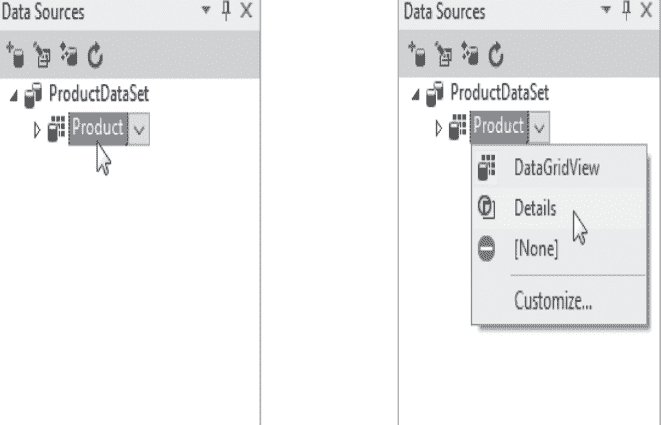 Data Sources
ProductDataSet
Product
Data Sources
ProductDataSet
Product
DataGridView
Details
[None]
Customize...